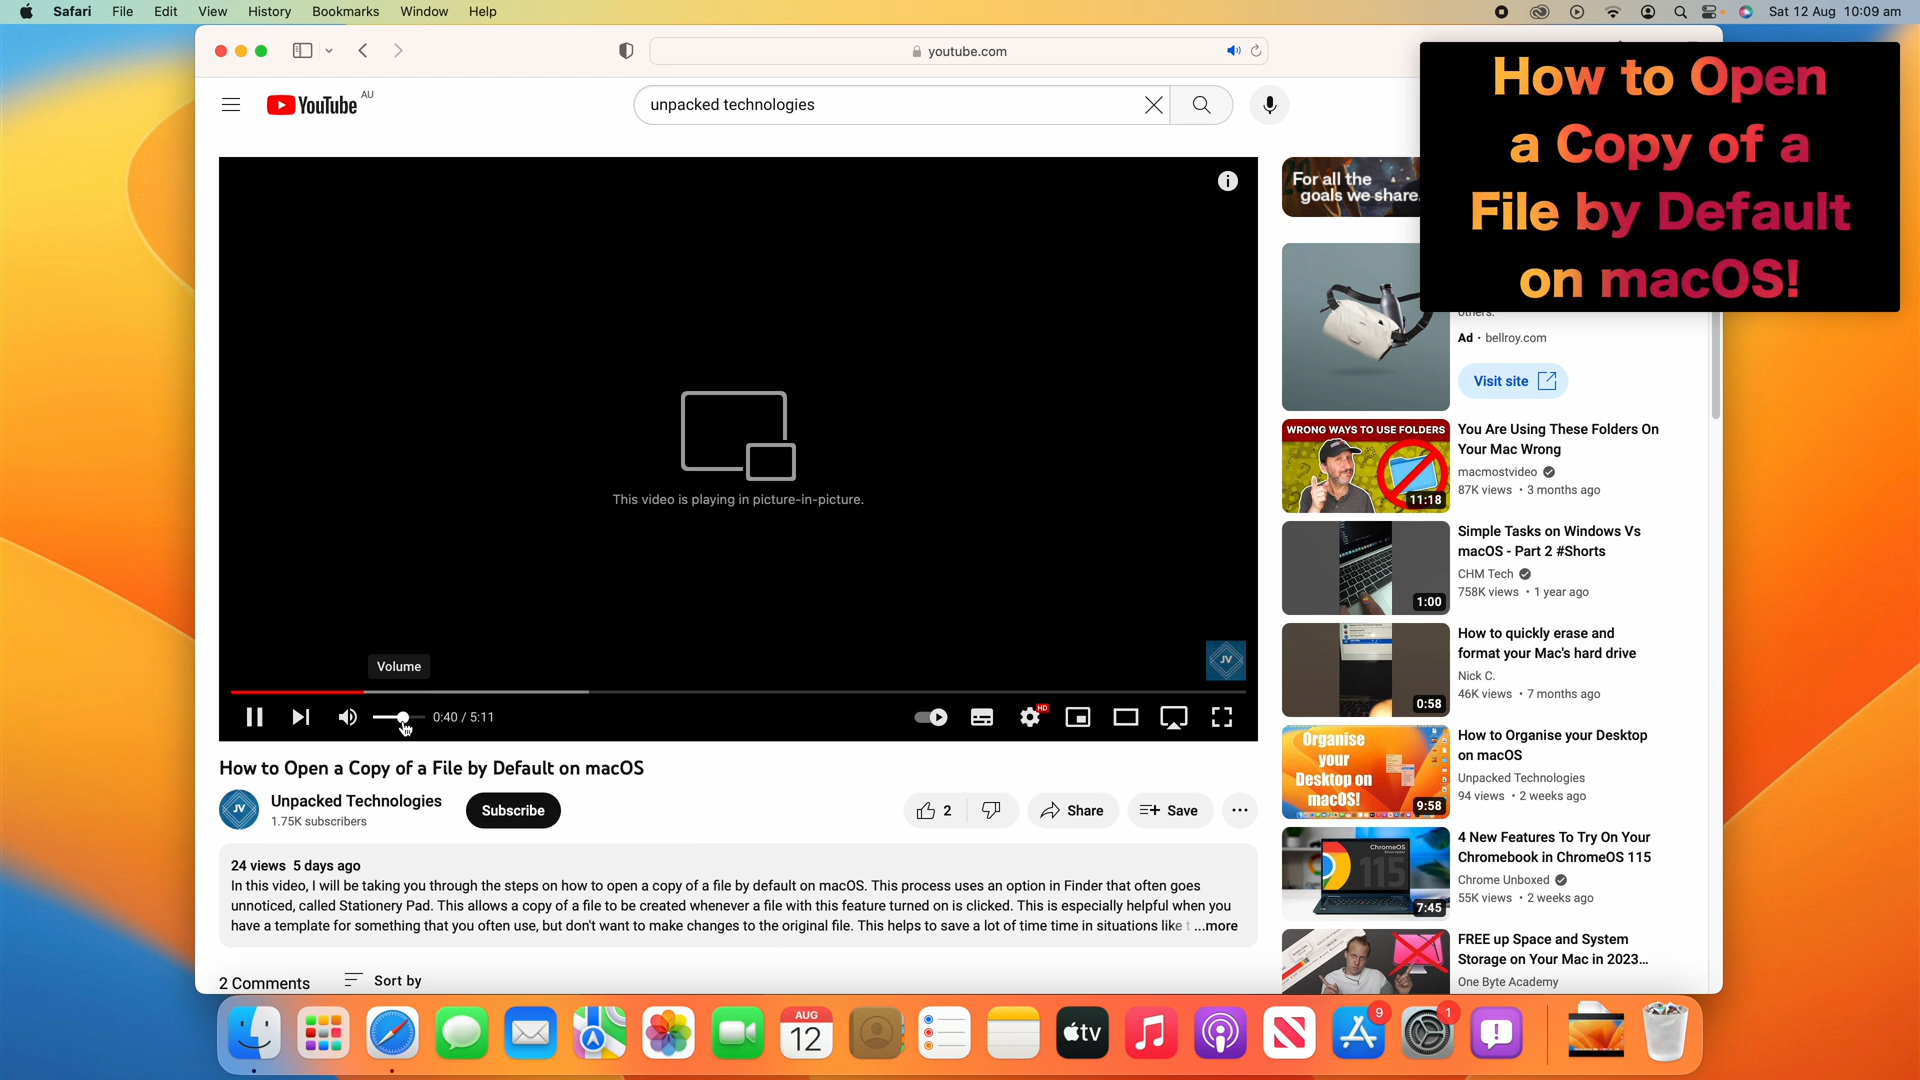 Safari File Edit View History Bookmarks Window Help
Sat 12 Aug 10:09 am
youtube.com
YouTube AU
unpacked technologies
How to Open
a Copy of a
File by Default
on macOS!
For all the
goals we share.
Ad · bellroy.com
Visit site
This video is playing in picture-in-picture.
JV
Volume
0:40 / 5:11
HD
How to Open a Copy of a File by Default on macOS
JV
Unpacked Technologies
1.75K subscribers
Subscribe
2
Share
Save
24 views 5 days ago
In this video, I will be taking you through the steps on how to open a copy of a file by default on macOS. This process uses an option in Finder that often goes
unnoticed, called Stationery Pad. This allows a copy of a file to be created whenever a file with this feature turned on is clicked. This is especially helpful when you
have a template for something that you often use, but don't want to make changes to the original file. This helps to save a lot of time time in situations like t ...more
2 Comments
Sort by
WRONG WAYS TO USE FOLDERS
11:18
You Are Using These Folders On
Your Mac Wrong
macmostvideo
87K views • 3 months ago
1:00
Simple Tasks on Windows Vs
macOS - Part 2 #Shorts
CHM Tech
758K views • 1 year ago
0:58
How to quickly erase and
format your Mac's hard drive
Nick C.
46K views • 7 months ago
Organise
your
Desktop on
macOS!
9:58
How to Organise your Desktop
on macOS
Unpacked Technologies
94 views • 2 weeks ago
ChromeOS
115
7:45
4 New Features To Try On Your
Chromebook in ChromeOS 115
Chrome Unboxed
55K views • 2 weeks ago
FREE up Space and System
Storage on Your Mac in 2023...
One Byte Academy
AUG
12
tv
9
1